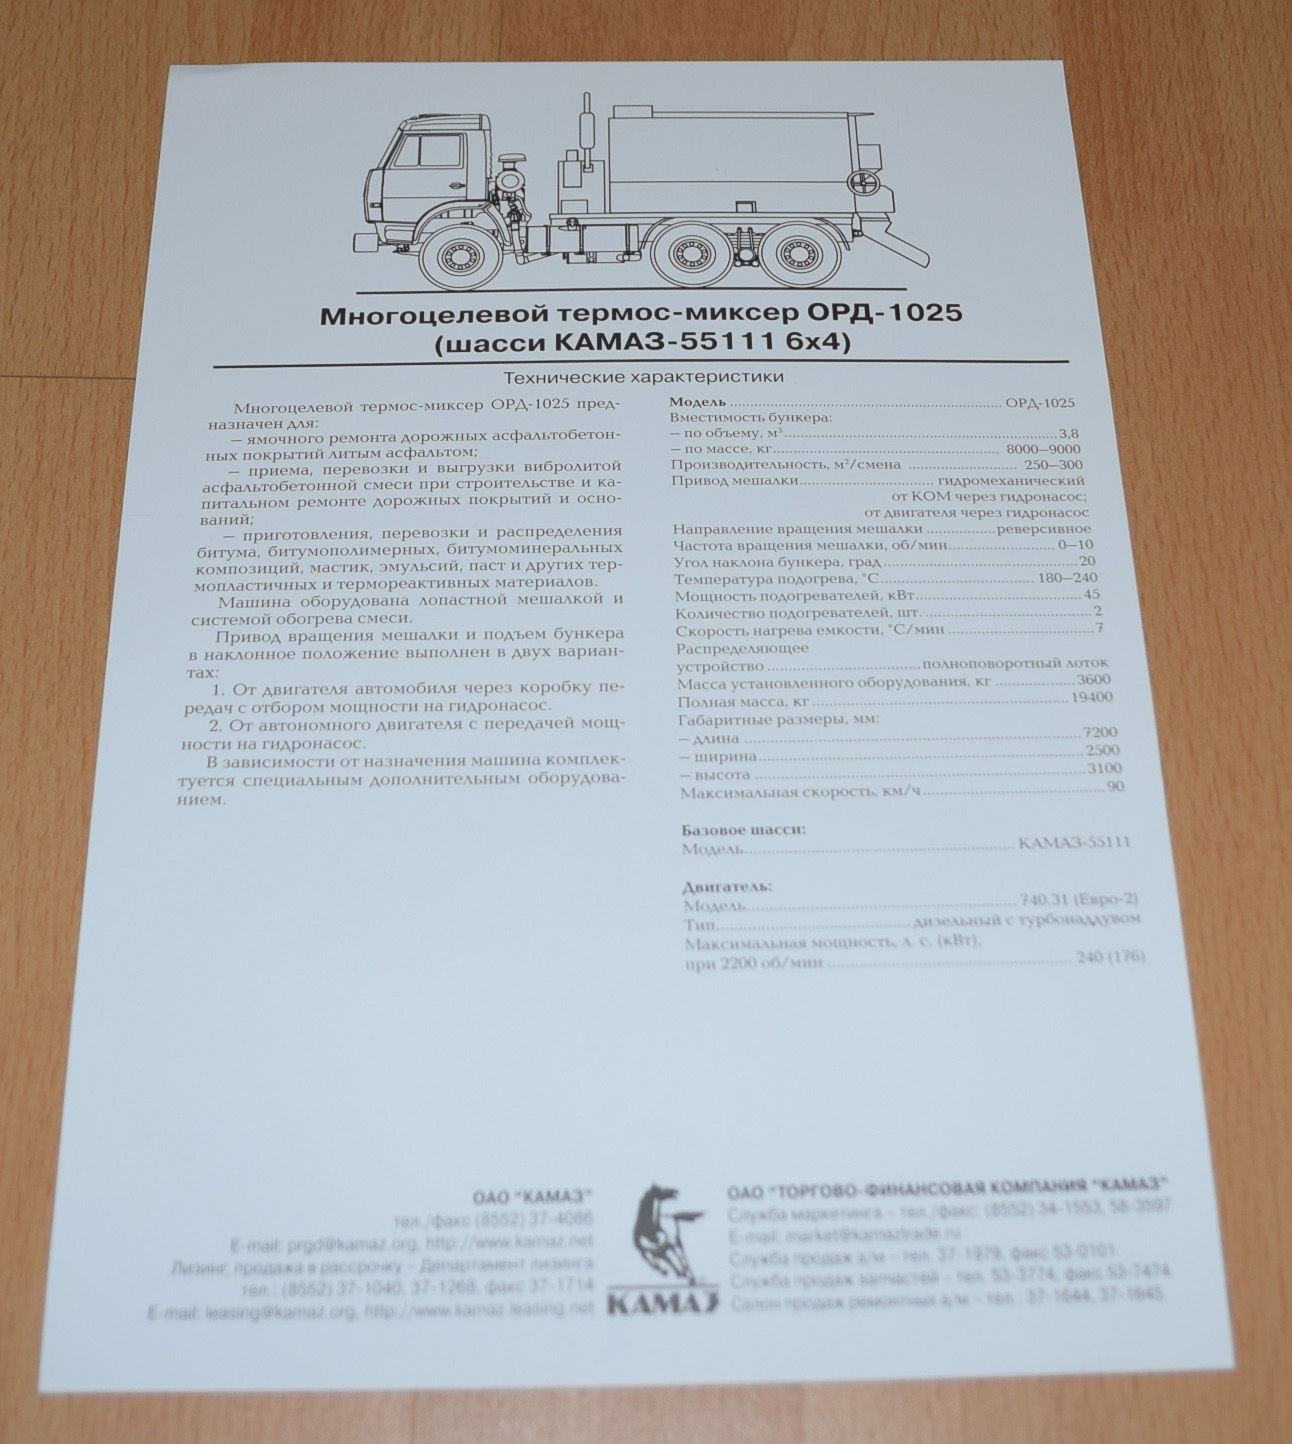 Многоцелевой термос-миксер ОРД-1025
(шасси КАМАЗ-55111 6х4)
Технические характеристики
Многоцелевой термос-миксер ОРД-1025 пред-
назначен для:
– ямочного ремонта дорожных асфальтобетон-
ных покрытий литым асфальтом;
– приема, перевозки и выгрузки вибролитой
асфальтобетонной смеси при строительстве и ка-
питальном ремонте дорожных покрытий и осно-
ваний;
– приготовления, перевозки и распределения
битума, битумополимерных, битумоминеральных
композиций, мастик, эмульсий, паст и других тер-
мопластичных и термореактивных материалов.
Машина оборудована лопастной мешалкой и
системой обогрева смеси.
Привод вращения мешалки и подъем бункера
в наклонное положение выполнен в двух вариан-
тах:
1. От двигателя автомобиля через коробку пе-
редач с отбором мощности на гидронасос.
2. От автономного двигателя с передачей мощ-
ности на гидронасос.
В зависимости от назначения машина комплек-
туется специальным дополнительным оборудова-
нием.
Модель ........ ОРД-1025
Вместимость бункера:
– по объему, м³ ........ 3,8
– по массе, кг ........ 8000–9000
Производительность, м²/смена ........ 250–300
Привод мешалки ........ гидромеханический
от КОМ через гидронасос;
от двигателя через гидронасос
Направление вращения мешалки ........ реверсивное
Частота вращения мешалки, об/мин ........ 0–10
Угол наклона бункера, град ........ 20
Температура подогрева, °С ........ 180–240
Мощность подогревателей, кВт ........ 45
Количество подогревателей, шт. ........ 2
Скорость нагрева емкости, °С/мин ........ 7
Распределяющее
устройство ........ полноповоротный лоток
Масса установленного оборудования, кг ........ 3600
Полная масса, кг ........ 19400
Габаритные размеры, мм:
– длина ........ 7200
– ширина ........ 2500
– высота ........ 3100
Максимальная скорость, км/ч ........ 90
Базовое шасси:
Модель ........ КАМАЗ-55111
Двигатель:
Модель ........ 740.31 (Евро-2)
Тип ........ дизельный с турбонаддувом
Максимальная мощность, л. с. (кВт),
при 2200 об/мин ........ 240 (176)
ОАО "КАМАЗ"
тел./факс (8552) 37-4086
E-mail: prgd@kamaz.org, http://www.kamaz.net
Лизинг, продажа в рассрочку – Департамент лизинга
тел.: (8552) 37-1040, 37-1268, факс 37-1714
E-mail: leasing@kamaz.org, http://www.kamaz.leasing.net
КАМАЗ
ОАО "ТОРГОВО-ФИНАНСОВАЯ КОМПАНИЯ "КАМАЗ"
Служба маркетинга – тел./факс: (8552) 34-1553, 58-3597
E-mail: market@kamaztrade.ru
Служба продаж а/м – тел. 37-1979, факс 53-0101
Служба продаж запчастей – тел. 53-3774, факс 53-7474
Салон продаж ремонтных а/м – тел.: 37-1644, 37-1645